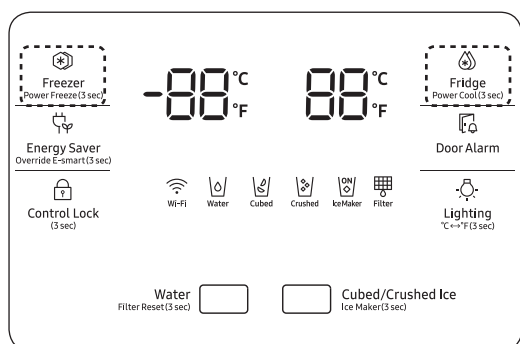 Freezer
Power Freeze (3 sec)
Energy Saver
Override E-smart (3 sec)
Control Lock
(3 sec)
-88 °C
°F
88 °C
°F
Wi-Fi
Water
Cubed
Crushed
ON
Ice Maker
Filter
Fridge
Power Cool (3 sec)
Door Alarm
Lighting
°C↔°F (3 sec)
Water
Filter Reset (3 sec)
Cubed/Crushed Ice
Ice Maker (3 sec)